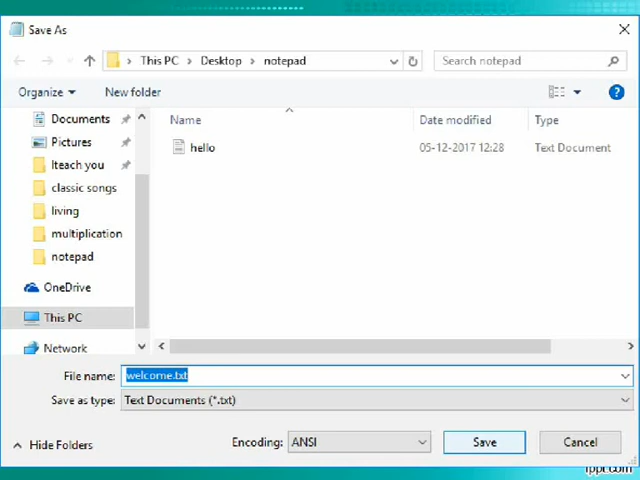 Save As
This PC > Desktop > notepad
Search notepad
Organize
New folder
Name
Date modified
Type
Documents
hello
05-12-2017 12:28
Text Document
Pictures
Iteach you
classic songs
living
multiplication
notepad
OneDrive
This PC
Network
File name: welcome.txt
Save as type: Text Documents (*.txt)
Hide Folders
Encoding: ANSI
Save
Cancel